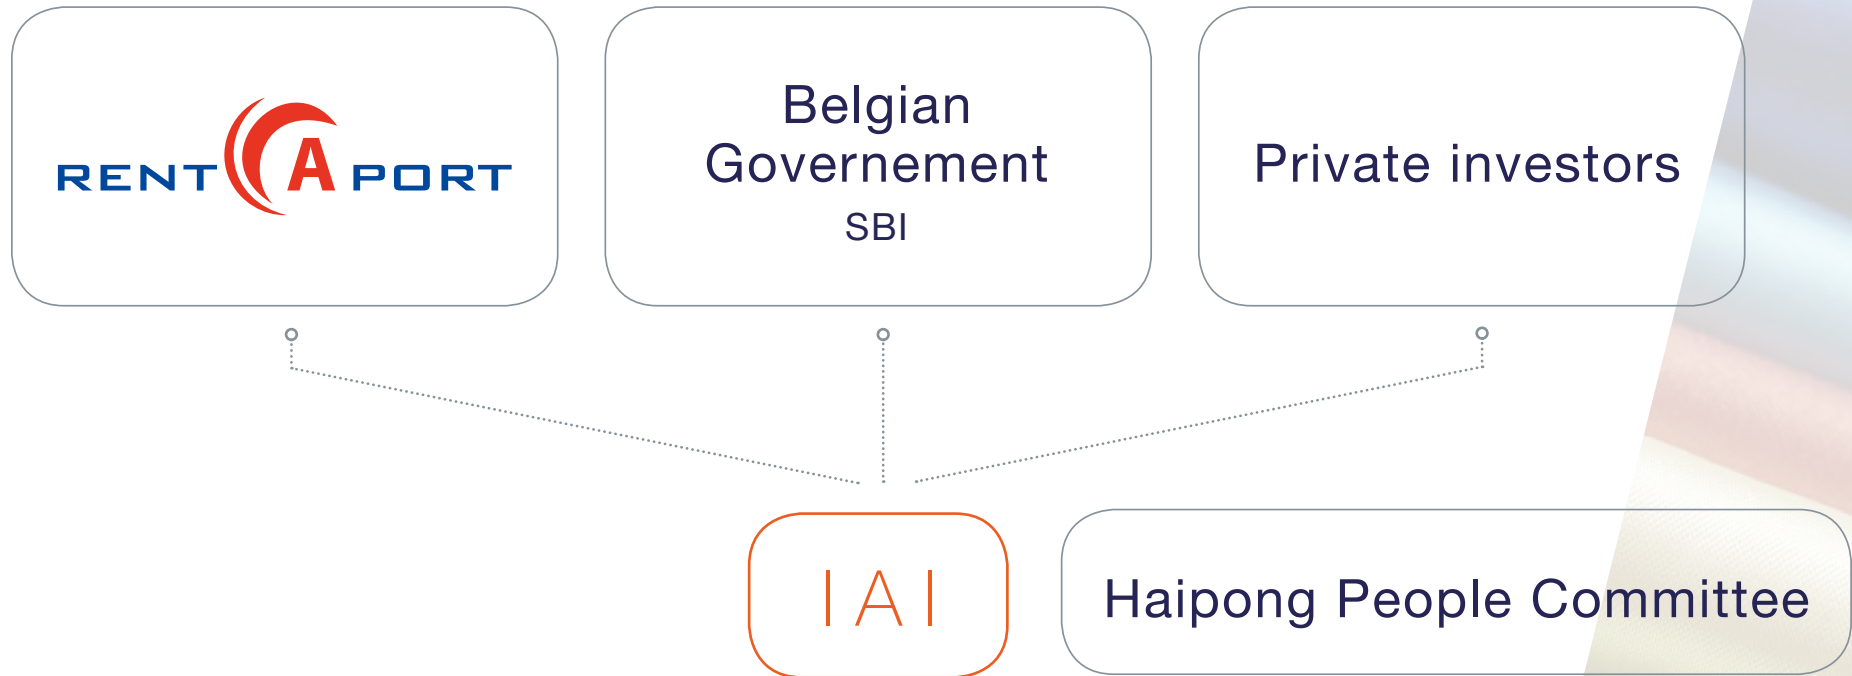 RENT A PORT
Belgian
Governement
SBI
Private investors
IAI
Haipong People Committee